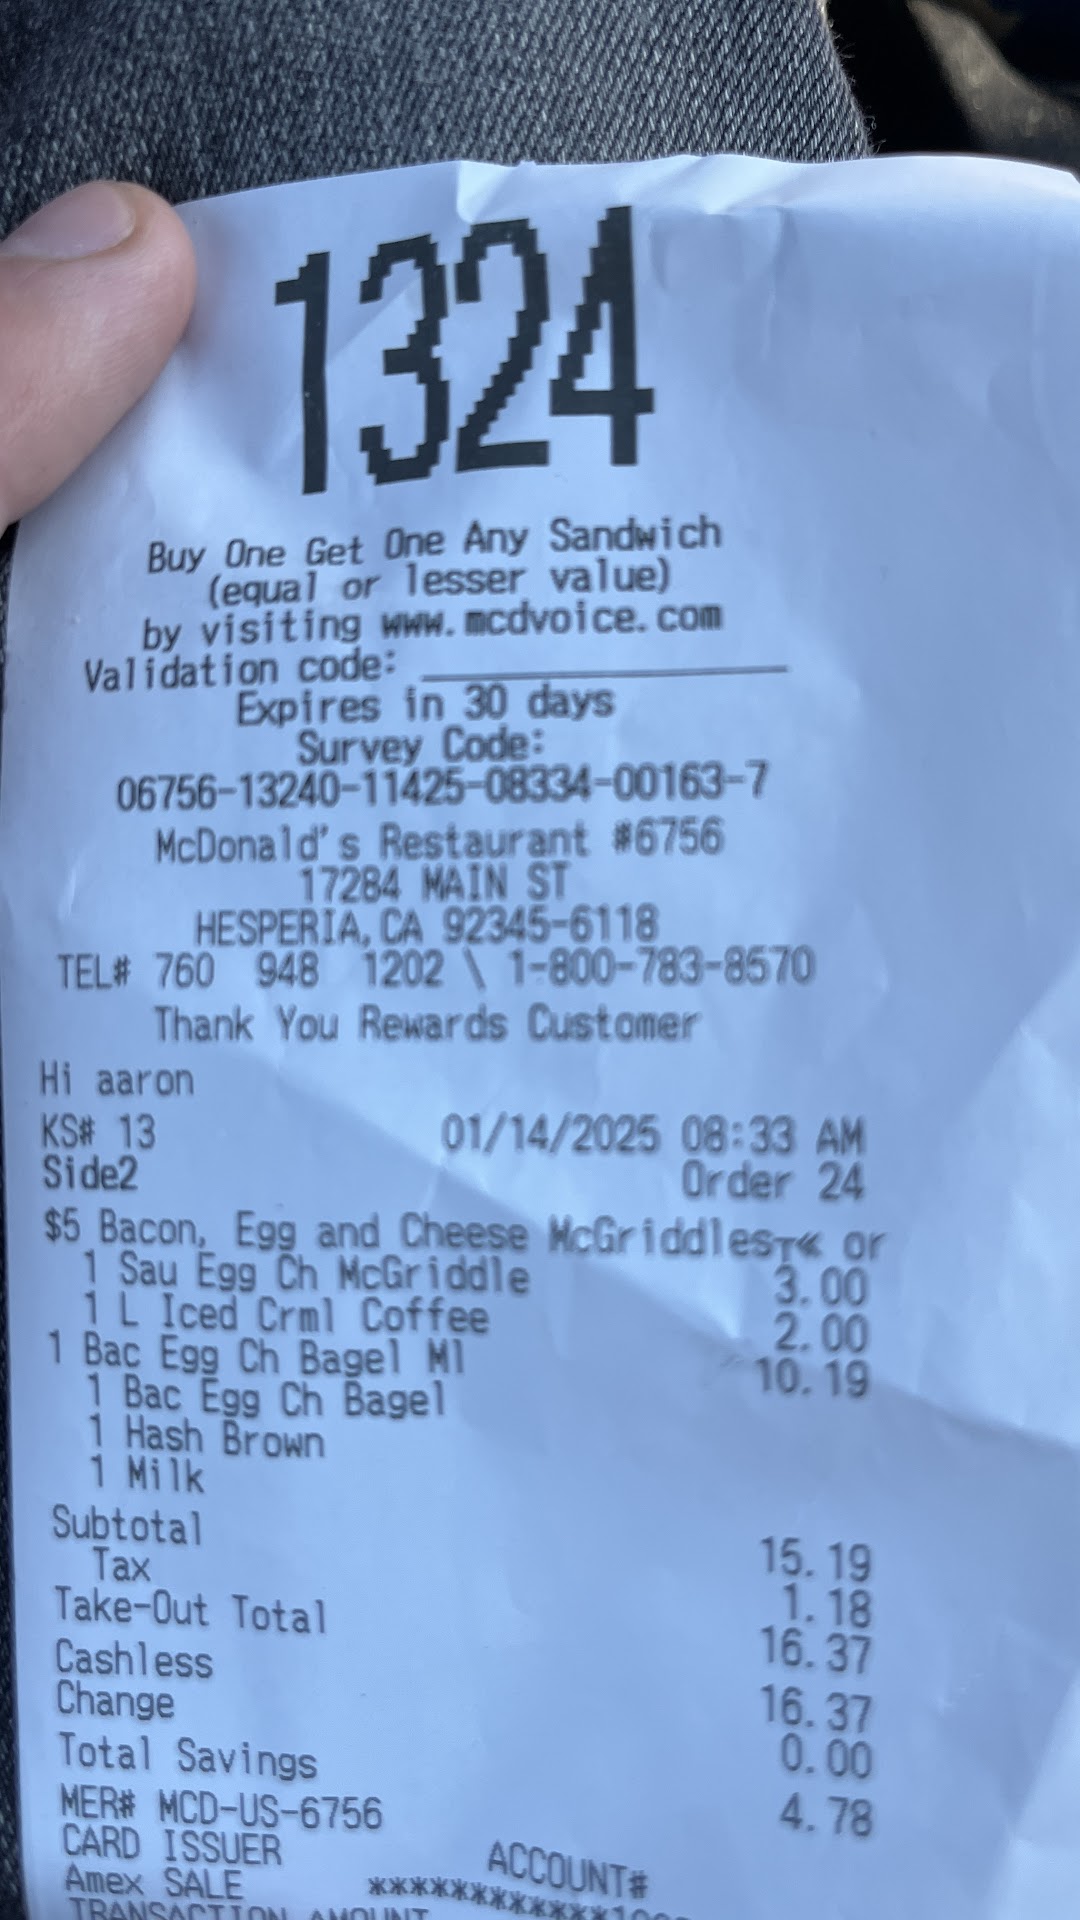 1324
Buy One Get One Any Sandwich
(equal or lesser value)
by visiting www.mcdvoice.com
Validation code:
Expires in 30 days
Survey Code:
06756-13240-11425-08334-00163-7
McDonald's Restaurant #6756
17284 MAIN ST
HESPERIA, CA 92345-6118
TEL# 760 948 1202 \ 1-800-783-8570
Thank You Rewards Customer
Hi aaron
KS# 13 01/14/2025 08:33 AM
Side2 Order 24
$5 Bacon, Egg and Cheese McGriddles┬« or
1 Sau Egg Ch McGriddle 3.00
1 L Iced Crml Coffee 2.00
1 Bac Egg Ch Bagel Ml 10.19
1 Bac Egg Ch Bagel
1 Hash Brown
1 Milk
Subtotal 15.19
Tax 1.18
Take-Out Total 16.37
Cashless 16.37
Change 0.00
Total Savings 4.78
MER# MCD-US-6756
CARD ISSUER ACCOUNT#
Amex SALE
TRANSACTION AMOUNT